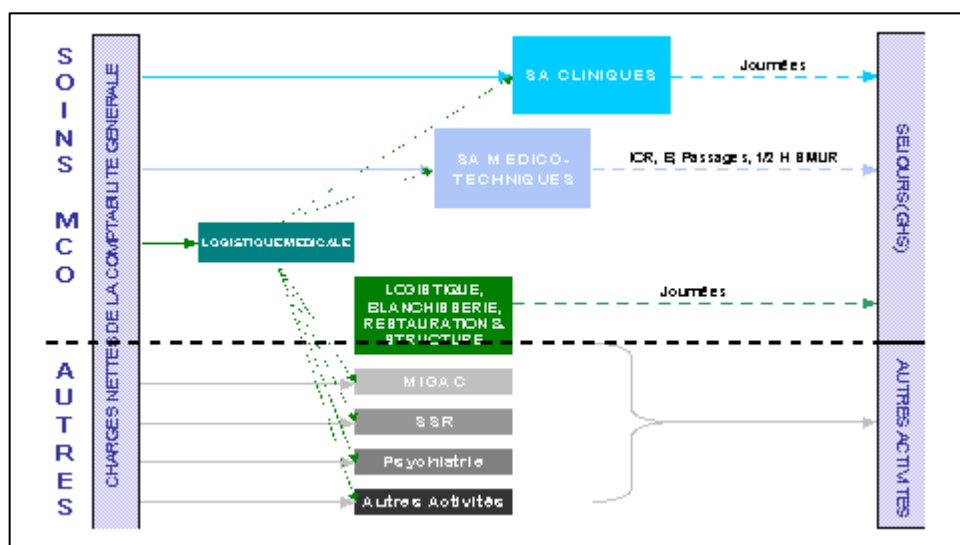 SOINS MCO
AUTRES
CHARGES NETTES DE LA COMPTABILITE GENERALE
SA CLINIQUES
Journées
SA MEDICO-
TECHNIQUES
ICR, B, Passages, 1/2 H SMUR
LOGISTIQUE MEDICALE
LOGISTIQUE,
BLANCHISSERIE,
RESTAURATION &
STRUCTURE
Journées
MIGAC
SSR
Psychiatrie
Autres Activités
SEJOURS (GHS)
AUTRES ACTIVITES